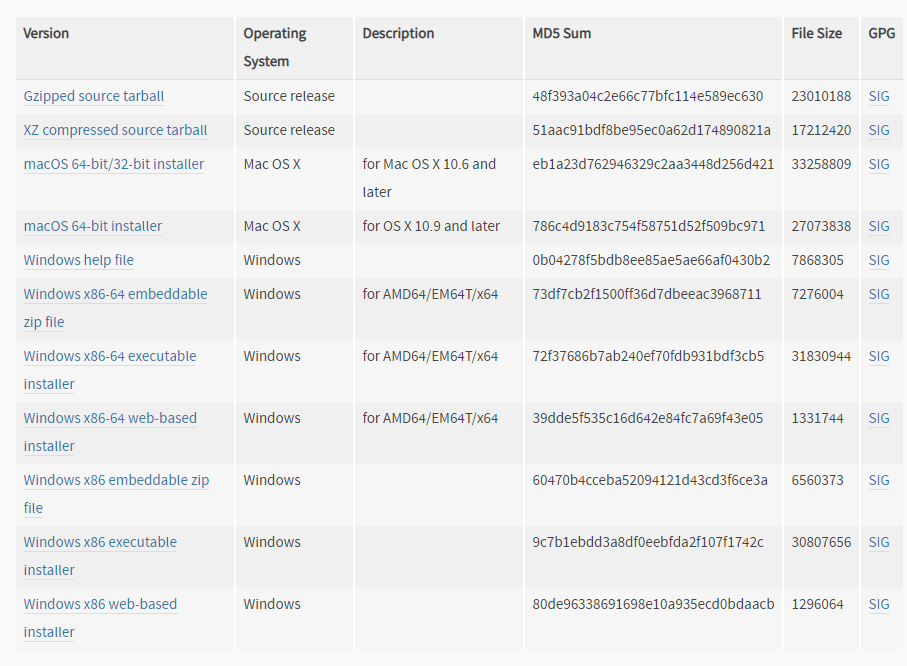 Version Operating System Description MD5 Sum File Size GPG
Gzipped source tarball Source release 48f393a04c2e66c77bfc114e589ec630 23010188 SIG
XZ compressed source tarball Source release 51aac91bdf8be95ec0a62d174890821a 17212420 SIG
macOS 64-bit/32-bit installer Mac OS X for Mac OS X 10.6 and later eb1a23d762946329c2aa3448d256d421 33258809 SIG
macOS 64-bit installer Mac OS X for OS X 10.9 and later 786c4d9183c754f58751d52f509bc971 27073838 SIG
Windows help file Windows 0b04278f5bdb8ee85ae5ae66af0430b2 7868305 SIG
Windows x86-64 embeddable zip file Windows for AMD64/EM64T/x64 73df7cb2f1500ff36d7dbeeac3968711 7276004 SIG
Windows x86-64 executable installer Windows for AMD64/EM64T/x64 72f37686b7ab240ef70fdb931bdf3cb5 31830944 SIG
Windows x86-64 web-based installer Windows for AMD64/EM64T/x64 39dde5f535c16d642e84fc7a69f43e05 1331744 SIG
Windows x86 embeddable zip file Windows 60470b4cceba52094121d43cd3f6ce3a 6560373 SIG
Windows x86 executable installer Windows 9c7b1ebdd3a8df0eebfda2f107f1742c 30807656 SIG
Windows x86 web-based installer Windows 80de96338691698e10a935ecd0bdaacb 1296064 SIG